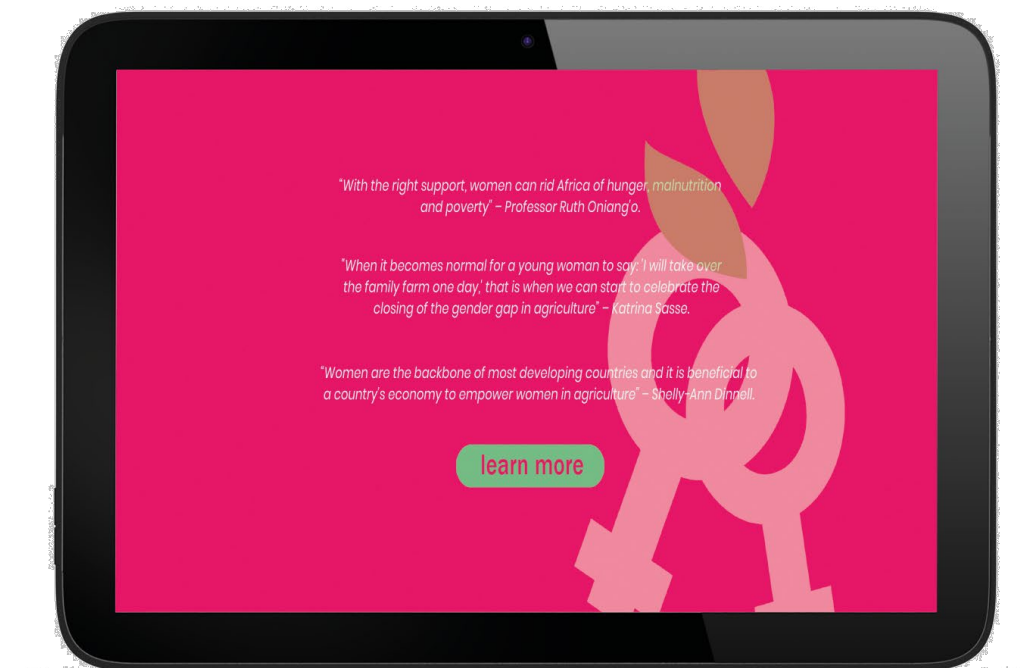 “With the right support, women can rid Africa of hunger, malnutrition
and poverty” – Professor Ruth Oniang'o.
“When it becomes normal for a young woman to say: 'I will take over
the family farm one day,' that is when we can start to celebrate the
closing of the gender gap in agriculture” – Katrina Sasse.
“Women are the backbone of most developing countries and it is beneficial to
a country's economy to empower women in agriculture” – Shelly-Ann Dinnell.
learn more